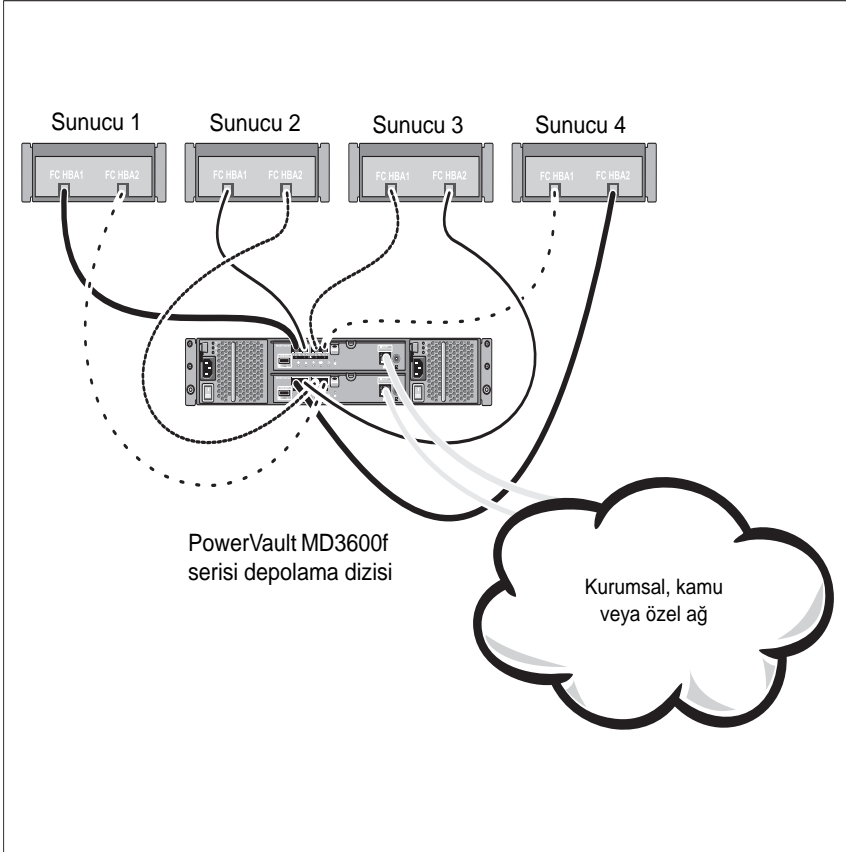 Sunucu 1
Sunucu 2
Sunucu 3
Sunucu 4
FC HBA1
FC HBA2
FC HBA1
FC HBA2
FC HBA1
FC HBA2
FC HBA1
FC HBA2
PowerVault MD3600f
serisi depolama dizisi
Kurumsal, kamu
veya özel ağ